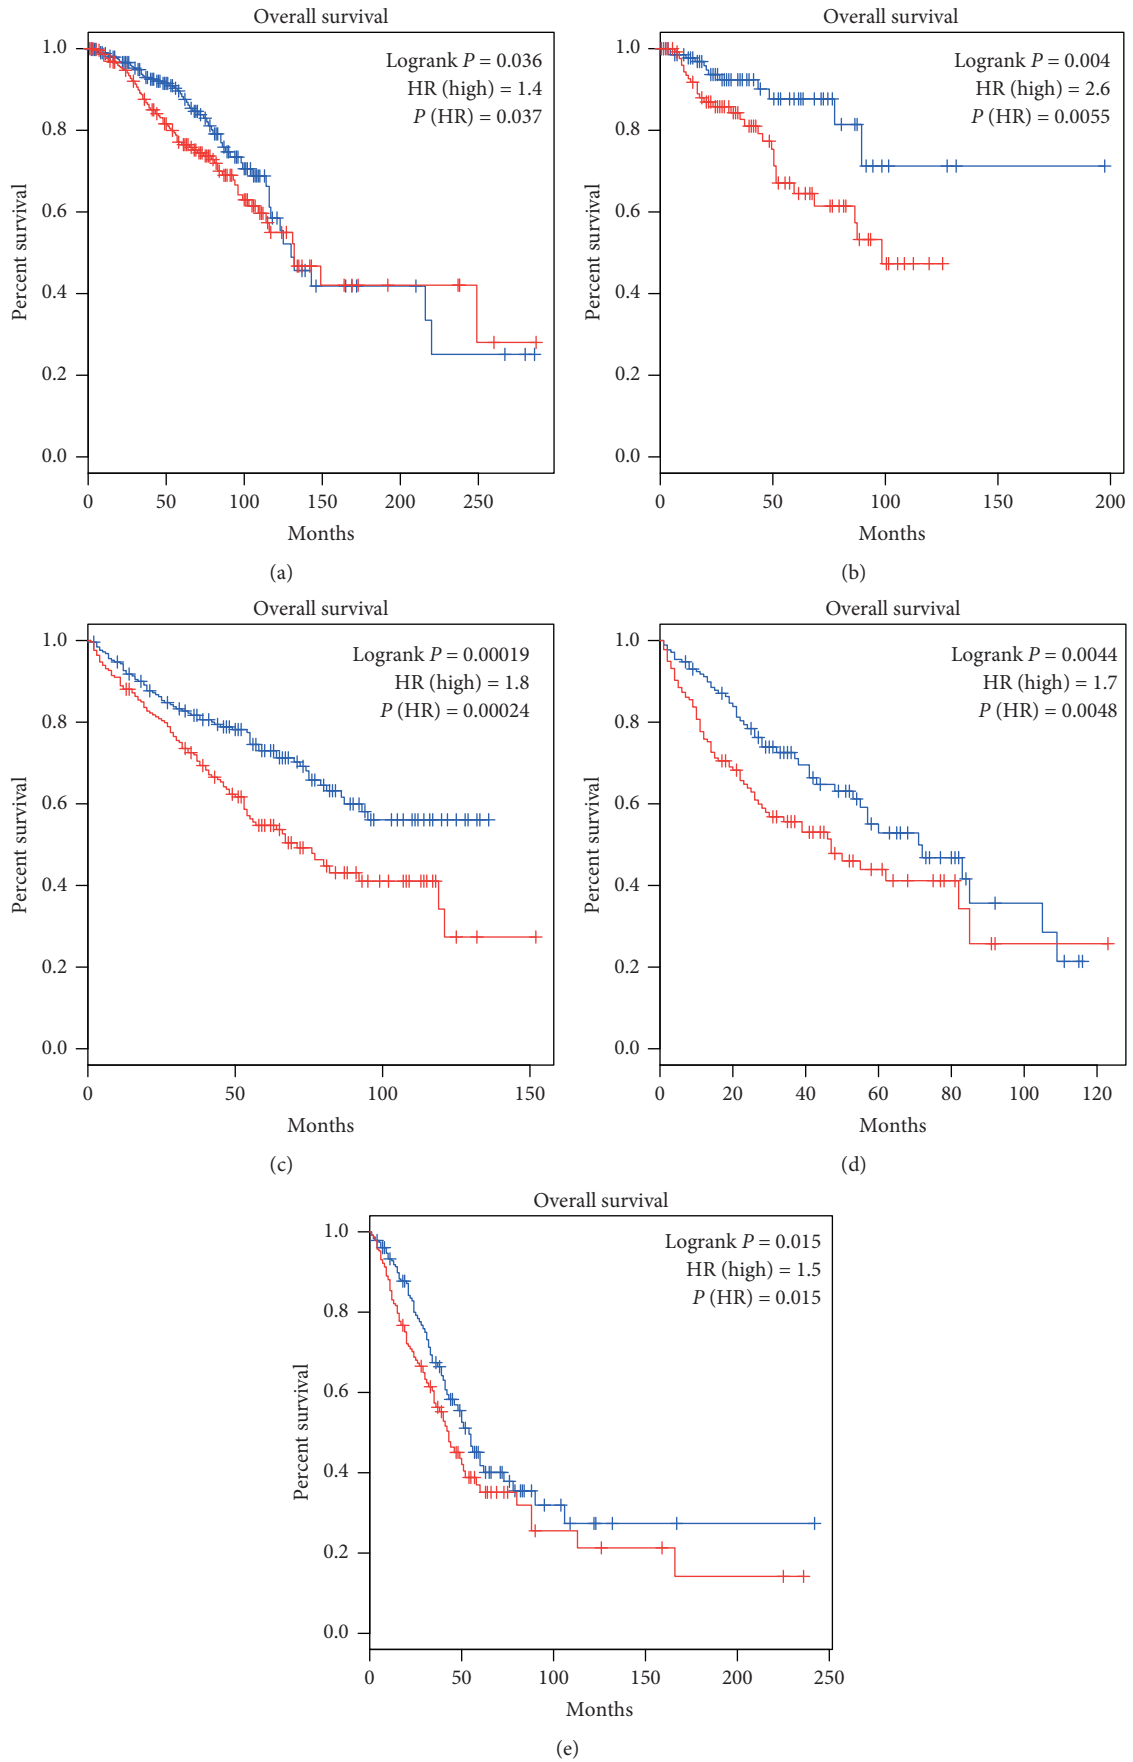 Overall survival
Logrank P = 0.036
HR (high) = 1.4
P (HR) = 0.037
Percent survival
1.0
0.8
0.6
0.4
0.2
0.0
0 50 100 150 200 250
Months
(a)
Overall survival
Logrank P = 0.004
HR (high) = 2.6
P (HR) = 0.0055
Percent survival
1.0
0.8
0.6
0.4
0.2
0.0
0 50 100 150 200
Months
(b)
Overall survival
Logrank P = 0.00019
HR (high) = 1.8
P (HR) = 0.00024
Percent survival
1.0
0.8
0.6
0.4
0.2
0.0
0 50 100 150
Months
(c)
Overall survival
Logrank P = 0.0044
HR (high) = 1.7
P (HR) = 0.0048
Percent survival
1.0
0.8
0.6
0.4
0.2
0.0
0 20 40 60 80 100 120
Months
(d)
Overall survival
Logrank P = 0.015
HR (high) = 1.5
P (HR) = 0.015
Percent survival
1.0
0.8
0.6
0.4
0.2
0.0
0 50 100 150 200 250
Months
(e)